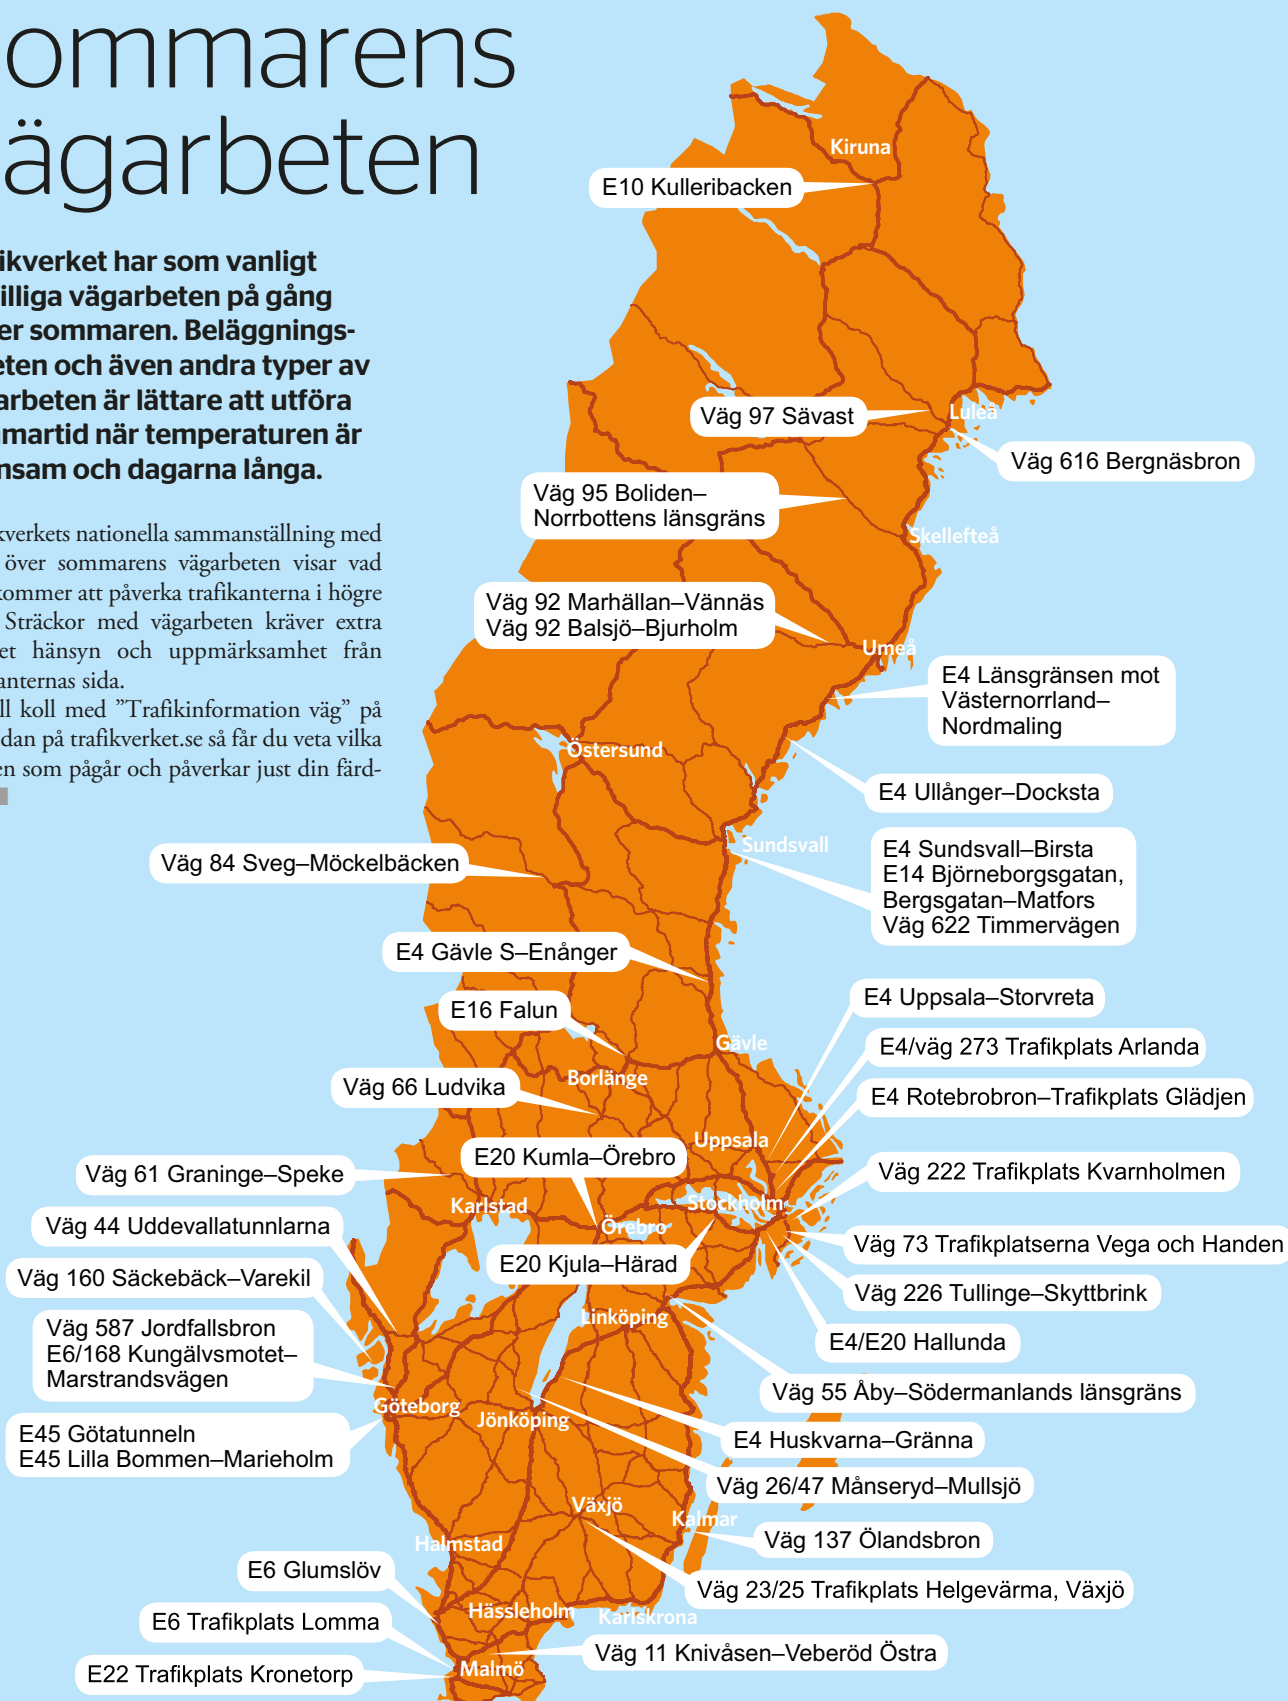 ommarens
ägarbeten
ikverket har som vanligt
illiga vägarbeten på gång
er sommaren. Beläggnings-
eten och även andra typer av
arbeten är lättare att utföra
nmartid när temperaturen är
nsam och dagarna långa.
kverkets nationella sammanställning med
över sommarens vägarbeten visar vad
kommer att påverka trafikanterna i högre
Sträckor med vägarbeten kräver extra
et hänsyn och uppmärksamhet från
anternas sida.
ll koll med ”Trafikinformation väg” på
dan på trafikverket.se så får du veta vilka
en som pågår och påverkar just din färd-
Kiruna
E10 Kulleribacken
Väg 97 Sävast
Luleå
Väg 616 Bergnäsbron
Väg 95 Boliden–
Norrbottens länsgräns
Skellefteå
Väg 92 Marhällan–Vännäs
Väg 92 Balsjö–Bjurholm
Umeå
E4 Länsgränsen mot
Västernorrland–
Nordmaling
Östersund
E4 Ullånger–Docksta
Sundsvall
E4 Sundsvall–Birsta
E14 Björneborgsgatan,
Bergsgatan–Matfors
Väg 622 Timmervägen
Väg 84 Sveg–Möckelbäcken
E4 Gävle S–Enånger
E4 Uppsala–Storvreta
E16 Falun
Gävle
E4/väg 273 Trafikplats Arlanda
Borlänge
Väg 66 Ludvika
E4 Rotebrobron–Trafikplats Glädjen
Uppsala
E20 Kumla–Örebro
Väg 61 Graninge–Speke
Väg 222 Trafikplats Kvarnholmen
Karlstad
Stockholm
Väg 44 Uddevallatunnlarna
Örebro
Väg 73 Trafikplatserna Vega och Handen
E20 Kjula–Härad
Väg 160 Säckebäck–Varekil
Väg 226 Tullinge–Skyttbrink
Linköping
Väg 587 Jordfallsbron
E6/168 Kungälvsmotet–
Marstrandsvägen
E4/E20 Hallunda
Väg 55 Åby–Södermanlands länsgräns
Göteborg
Jönköping
E45 Götatunneln
E45 Lilla Bommen–Marieholm
E4 Huskvarna–Gränna
Väg 26/47 Månseryd–Mullsjö
Växjö
Kalmar
Väg 137 Ölandsbron
Halmstad
E6 Glumslöv
Väg 23/25 Trafikplats Helgevärma, Växjö
Hässleholm
Karlskrona
E6 Trafikplats Lomma
Väg 11 Knivåsen–Veberöd Östra
Malmö
E22 Trafikplats Kronetorp